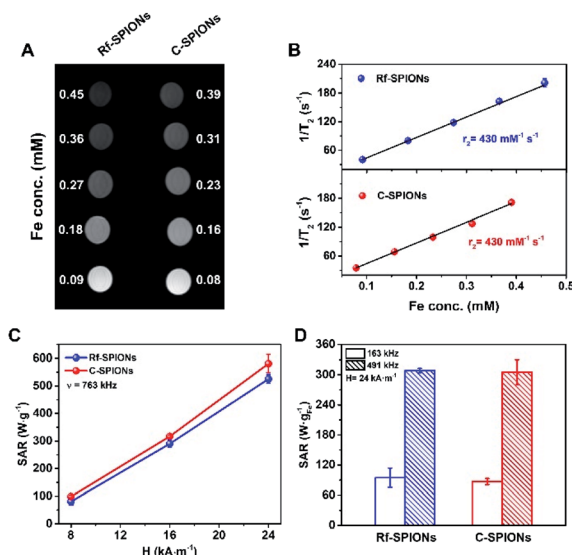 A
Rf-SPIONs
C-SPIONs
Fe conc. (mM)
0.45
0.39
0.36
0.31
0.27
0.23
0.18
0.16
0.09
0.08
B
240
180
120
60
1/T2 (s-1)
Rf-SPIONs
r2= 430 mM-1 s-1
180
120
60
1/T2 (s-1)
C-SPIONs
r2= 430 mM-1 s-1
0.1
0.2
0.3
0.4
0.5
Fe conc. (mM)
C
600
500
400
300
200
100
0
SAR (W·g-1)
Rf-SPIONs
C-SPIONs
ν = 763 kHz
8
12
16
20
24
H (kA·m-1)
D
360
300
240
180
120
60
0
SAR (W·g-1Fe)
163 kHz
491 kHz
H= 24 kA·m-1
Rf-SPIONs
C-SPIONs